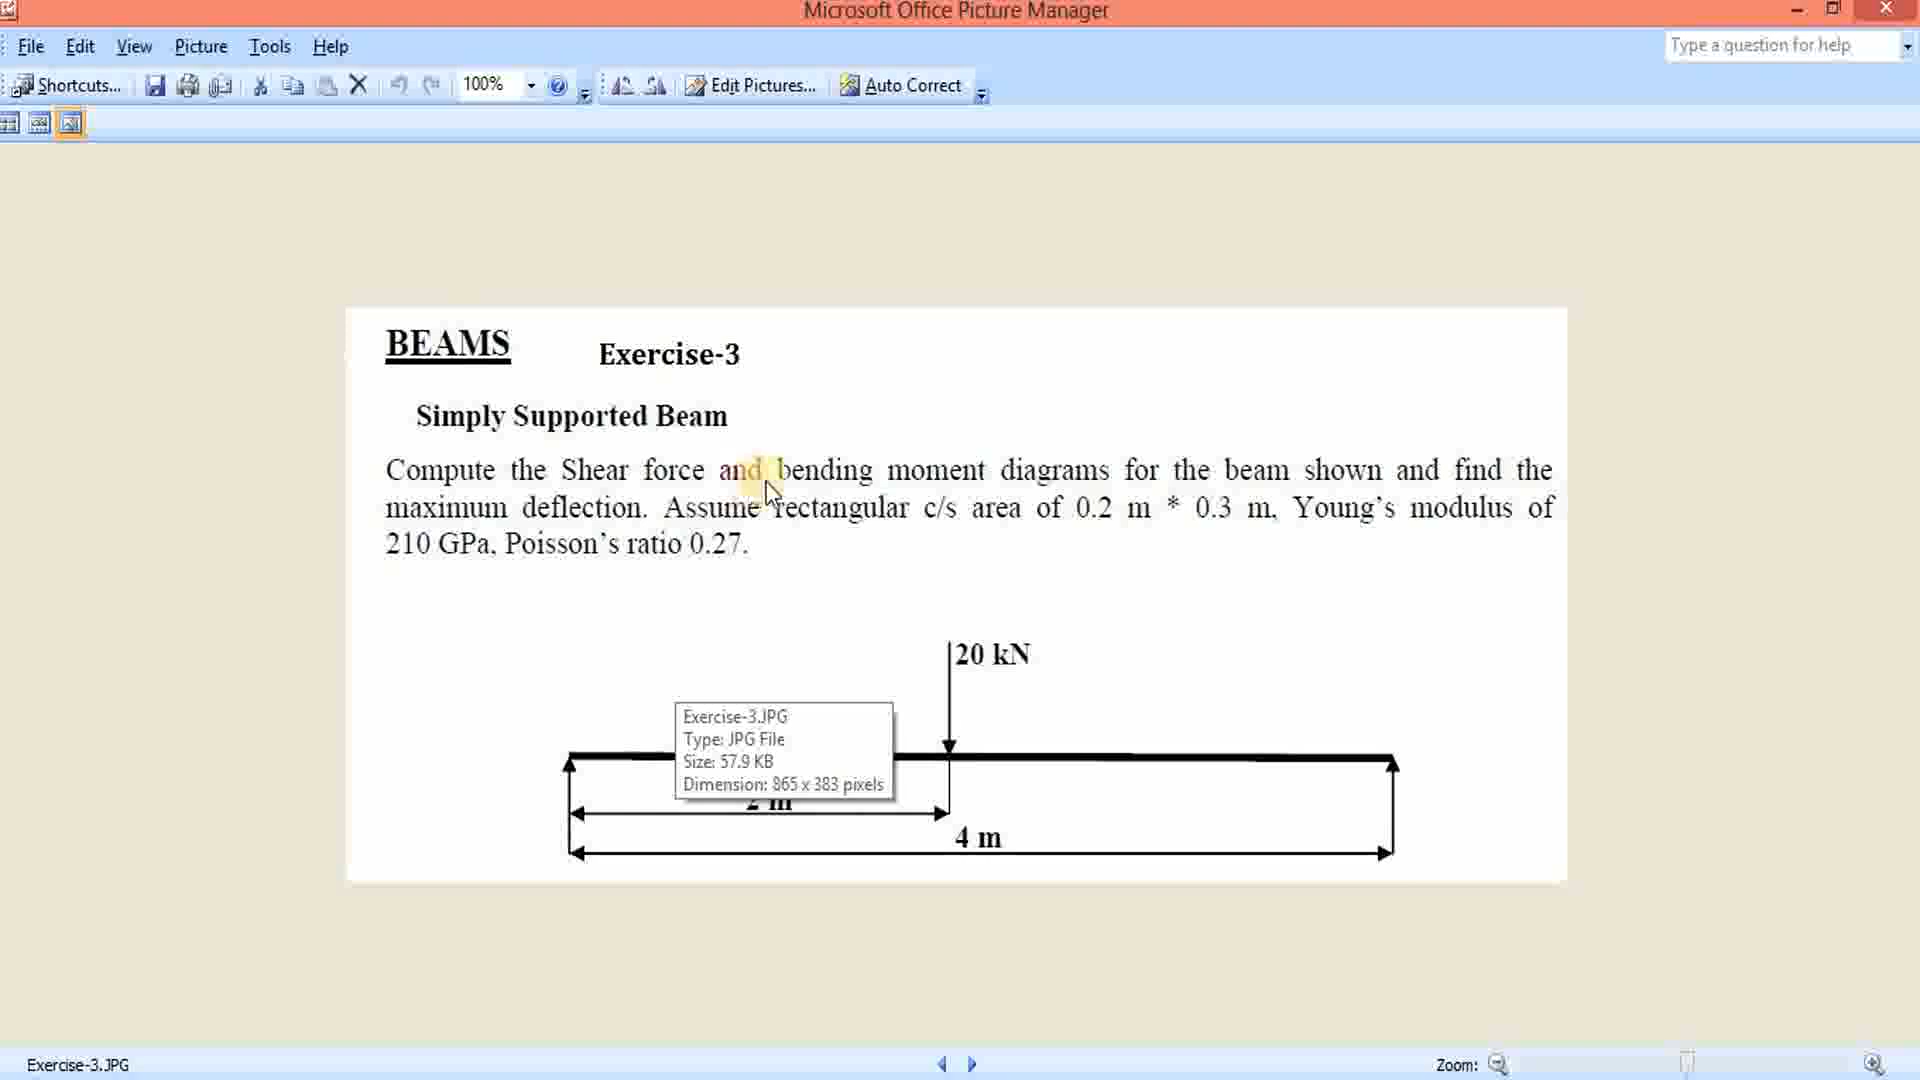 Microsoft Office Picture Manager
File Edit View Picture Tools Help
Type a question for help
Shortcuts... 100% Edit Pictures... Auto Correct
BEAMS Exercise-3
Simply Supported Beam
Compute the Shear force and bending moment diagrams for the beam shown and find the
maximum deflection. Assume rectangular c/s area of 0.2 m * 0.3 m, Young's modulus of
210 GPa, Poisson's ratio 0.27.
20 kN
Exercise-3.JPG
Type: JPG File
Size: 57.9 KB
Dimension: 865 x 383 pixels
2 m
4 m
Exercise-3.JPG
Zoom: